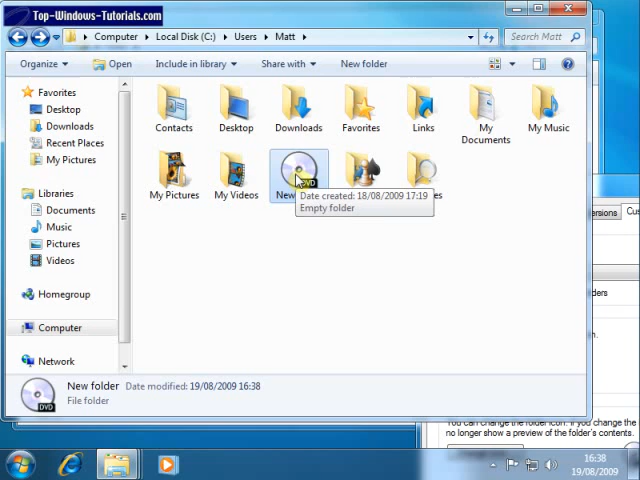 Top-Windows-Tutorials.com
Computer Local Disk (C:) Users Matt Search Matt
Organize Open Include in library Share with New folder
Favorites
Desktop
Downloads
Recent Places
My Pictures
Libraries
Documents
Music
Pictures
Videos
Homegroup
Computer
Network
Contacts Desktop Downloads Favorites Links My Documents My Music
My Pictures My Videos New
DVD
Date created: 18/08/2009 17:19
Empty folder
New folder Date modified: 19/08/2009 16:38
File folder
DVD
ersions
You can change the folder icon. If you change the
no longer show a preview of the folder's contents.
16:38
19/08/2009